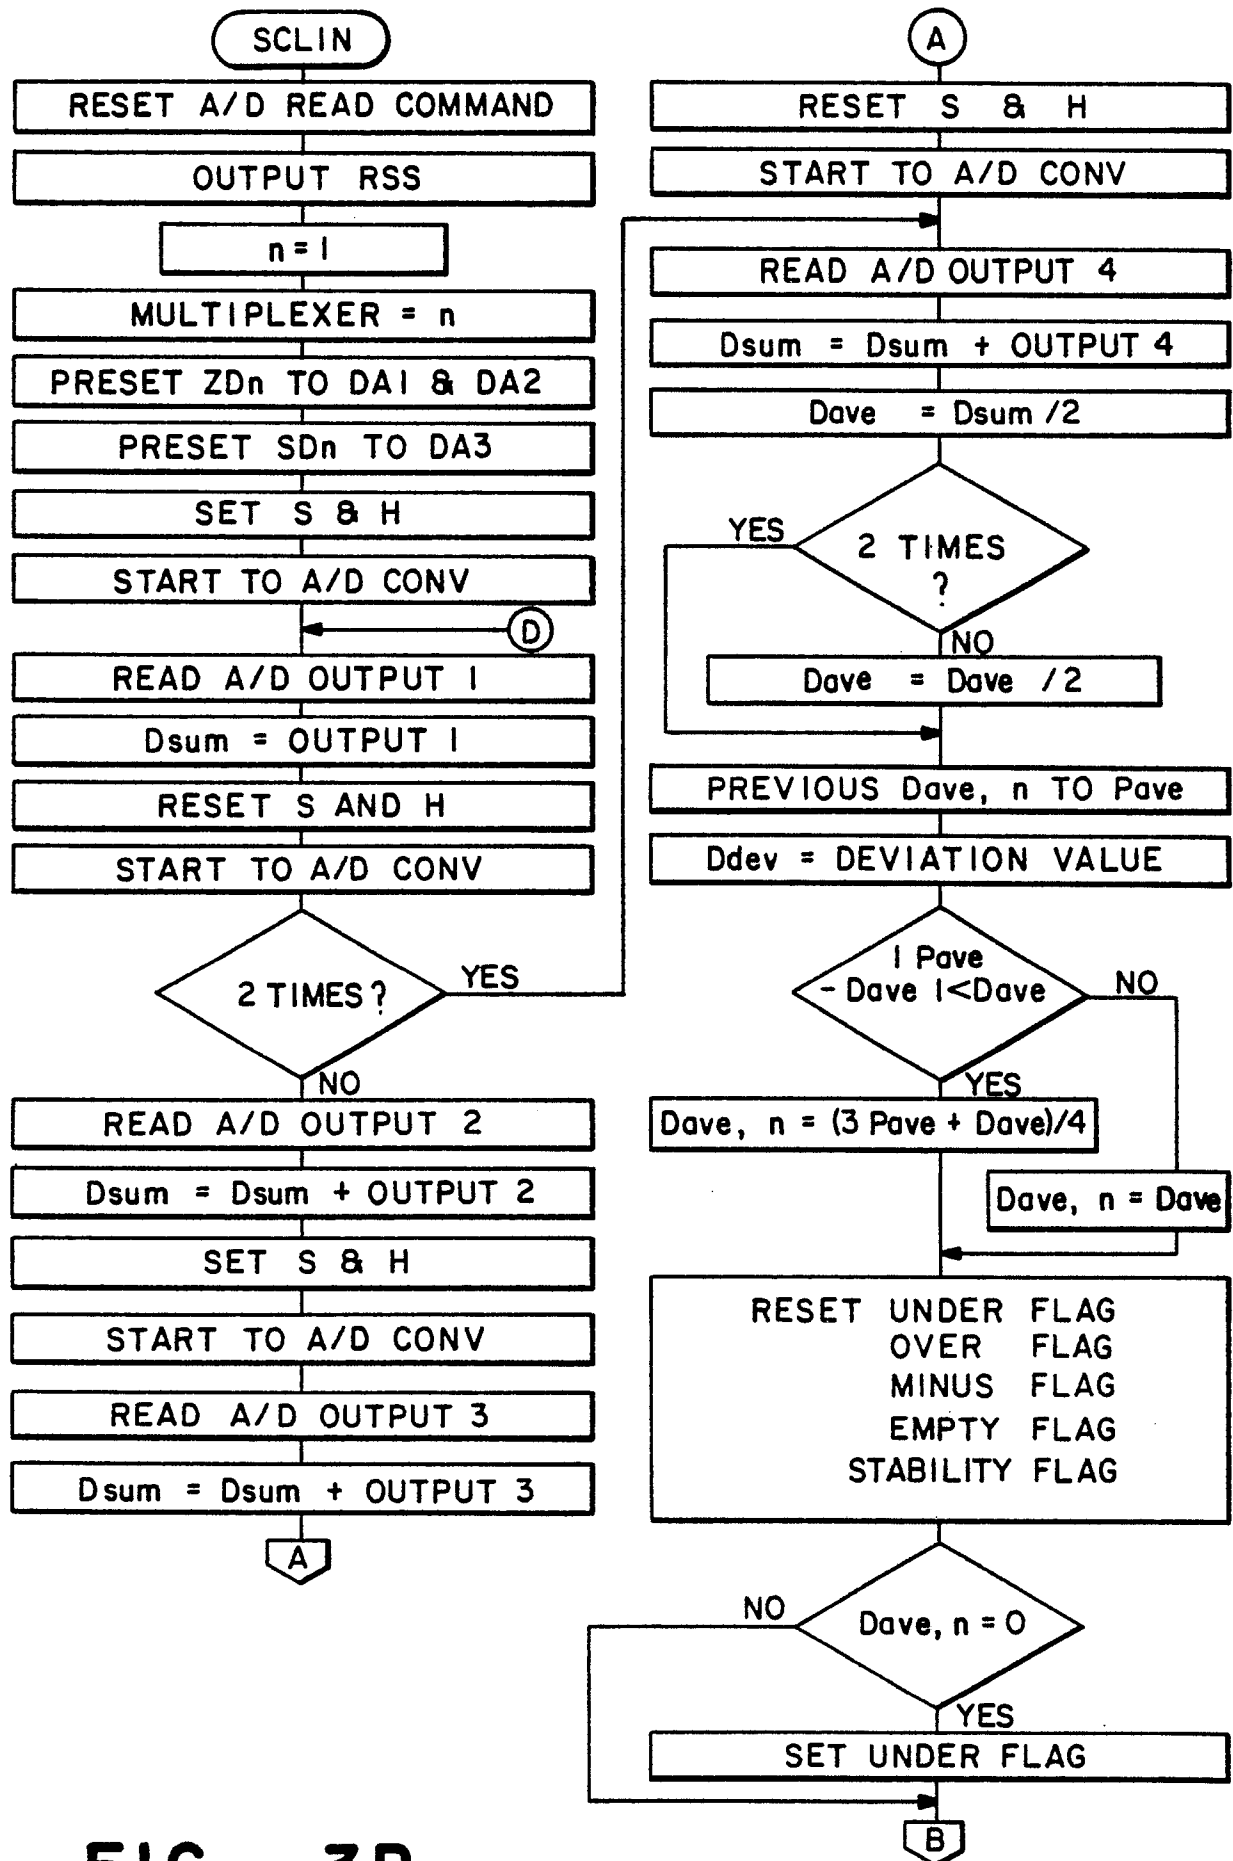 SCLIN
RESET A/D READ COMMAND
OUTPUT RSS
n = 1
MULTIPLEXER = n
PRESET ZDn TO DA1 & DA2
PRESET SDn TO DA3
SET S & H
START TO A/D CONV
D
READ A/D OUTPUT 1
Dsum = OUTPUT 1
RESET S AND H
START TO A/D CONV
2 TIMES ?
YES
NO
READ A/D OUTPUT 2
Dsum = Dsum + OUTPUT 2
SET S & H
START TO A/D CONV
READ A/D OUTPUT 3
Dsum = Dsum + OUTPUT 3
A
A
RESET S & H
START TO A/D CONV
READ A/D OUTPUT 4
Dsum = Dsum + OUTPUT 4
Dave = Dsum / 2
YES
2 TIMES
?
NO
Dave = Dave / 2
PREVIOUS Dave, n TO Pave
Ddev = DEVIATION VALUE
| Pave
- Dave | < Dave
NO
YES
Dave, n = (3 Pave + Dave)/4
Dave, n = Dave
RESET UNDER FLAG
OVER FLAG
MINUS FLAG
EMPTY FLAG
STABILITY FLAG
NO
Dave, n = 0
YES
SET UNDER FLAG
B